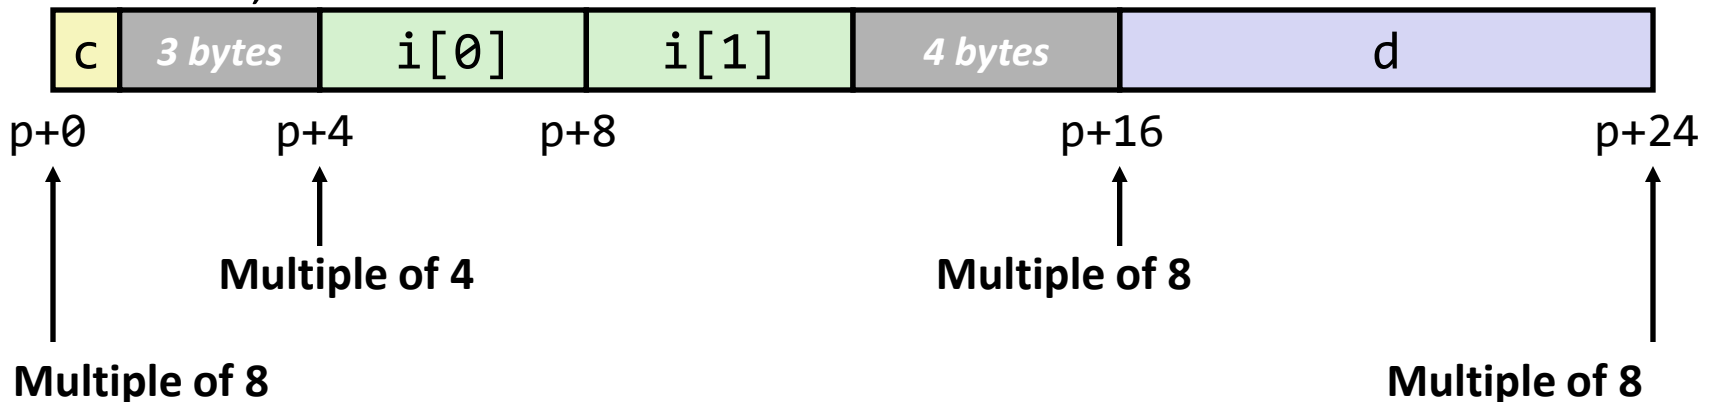 c 3 bytes i[0] i[1] 4 bytes d
p+0 p+4 p+8 p+16 p+24
Multiple of 4 Multiple of 8
Multiple of 8 Multiple of 8